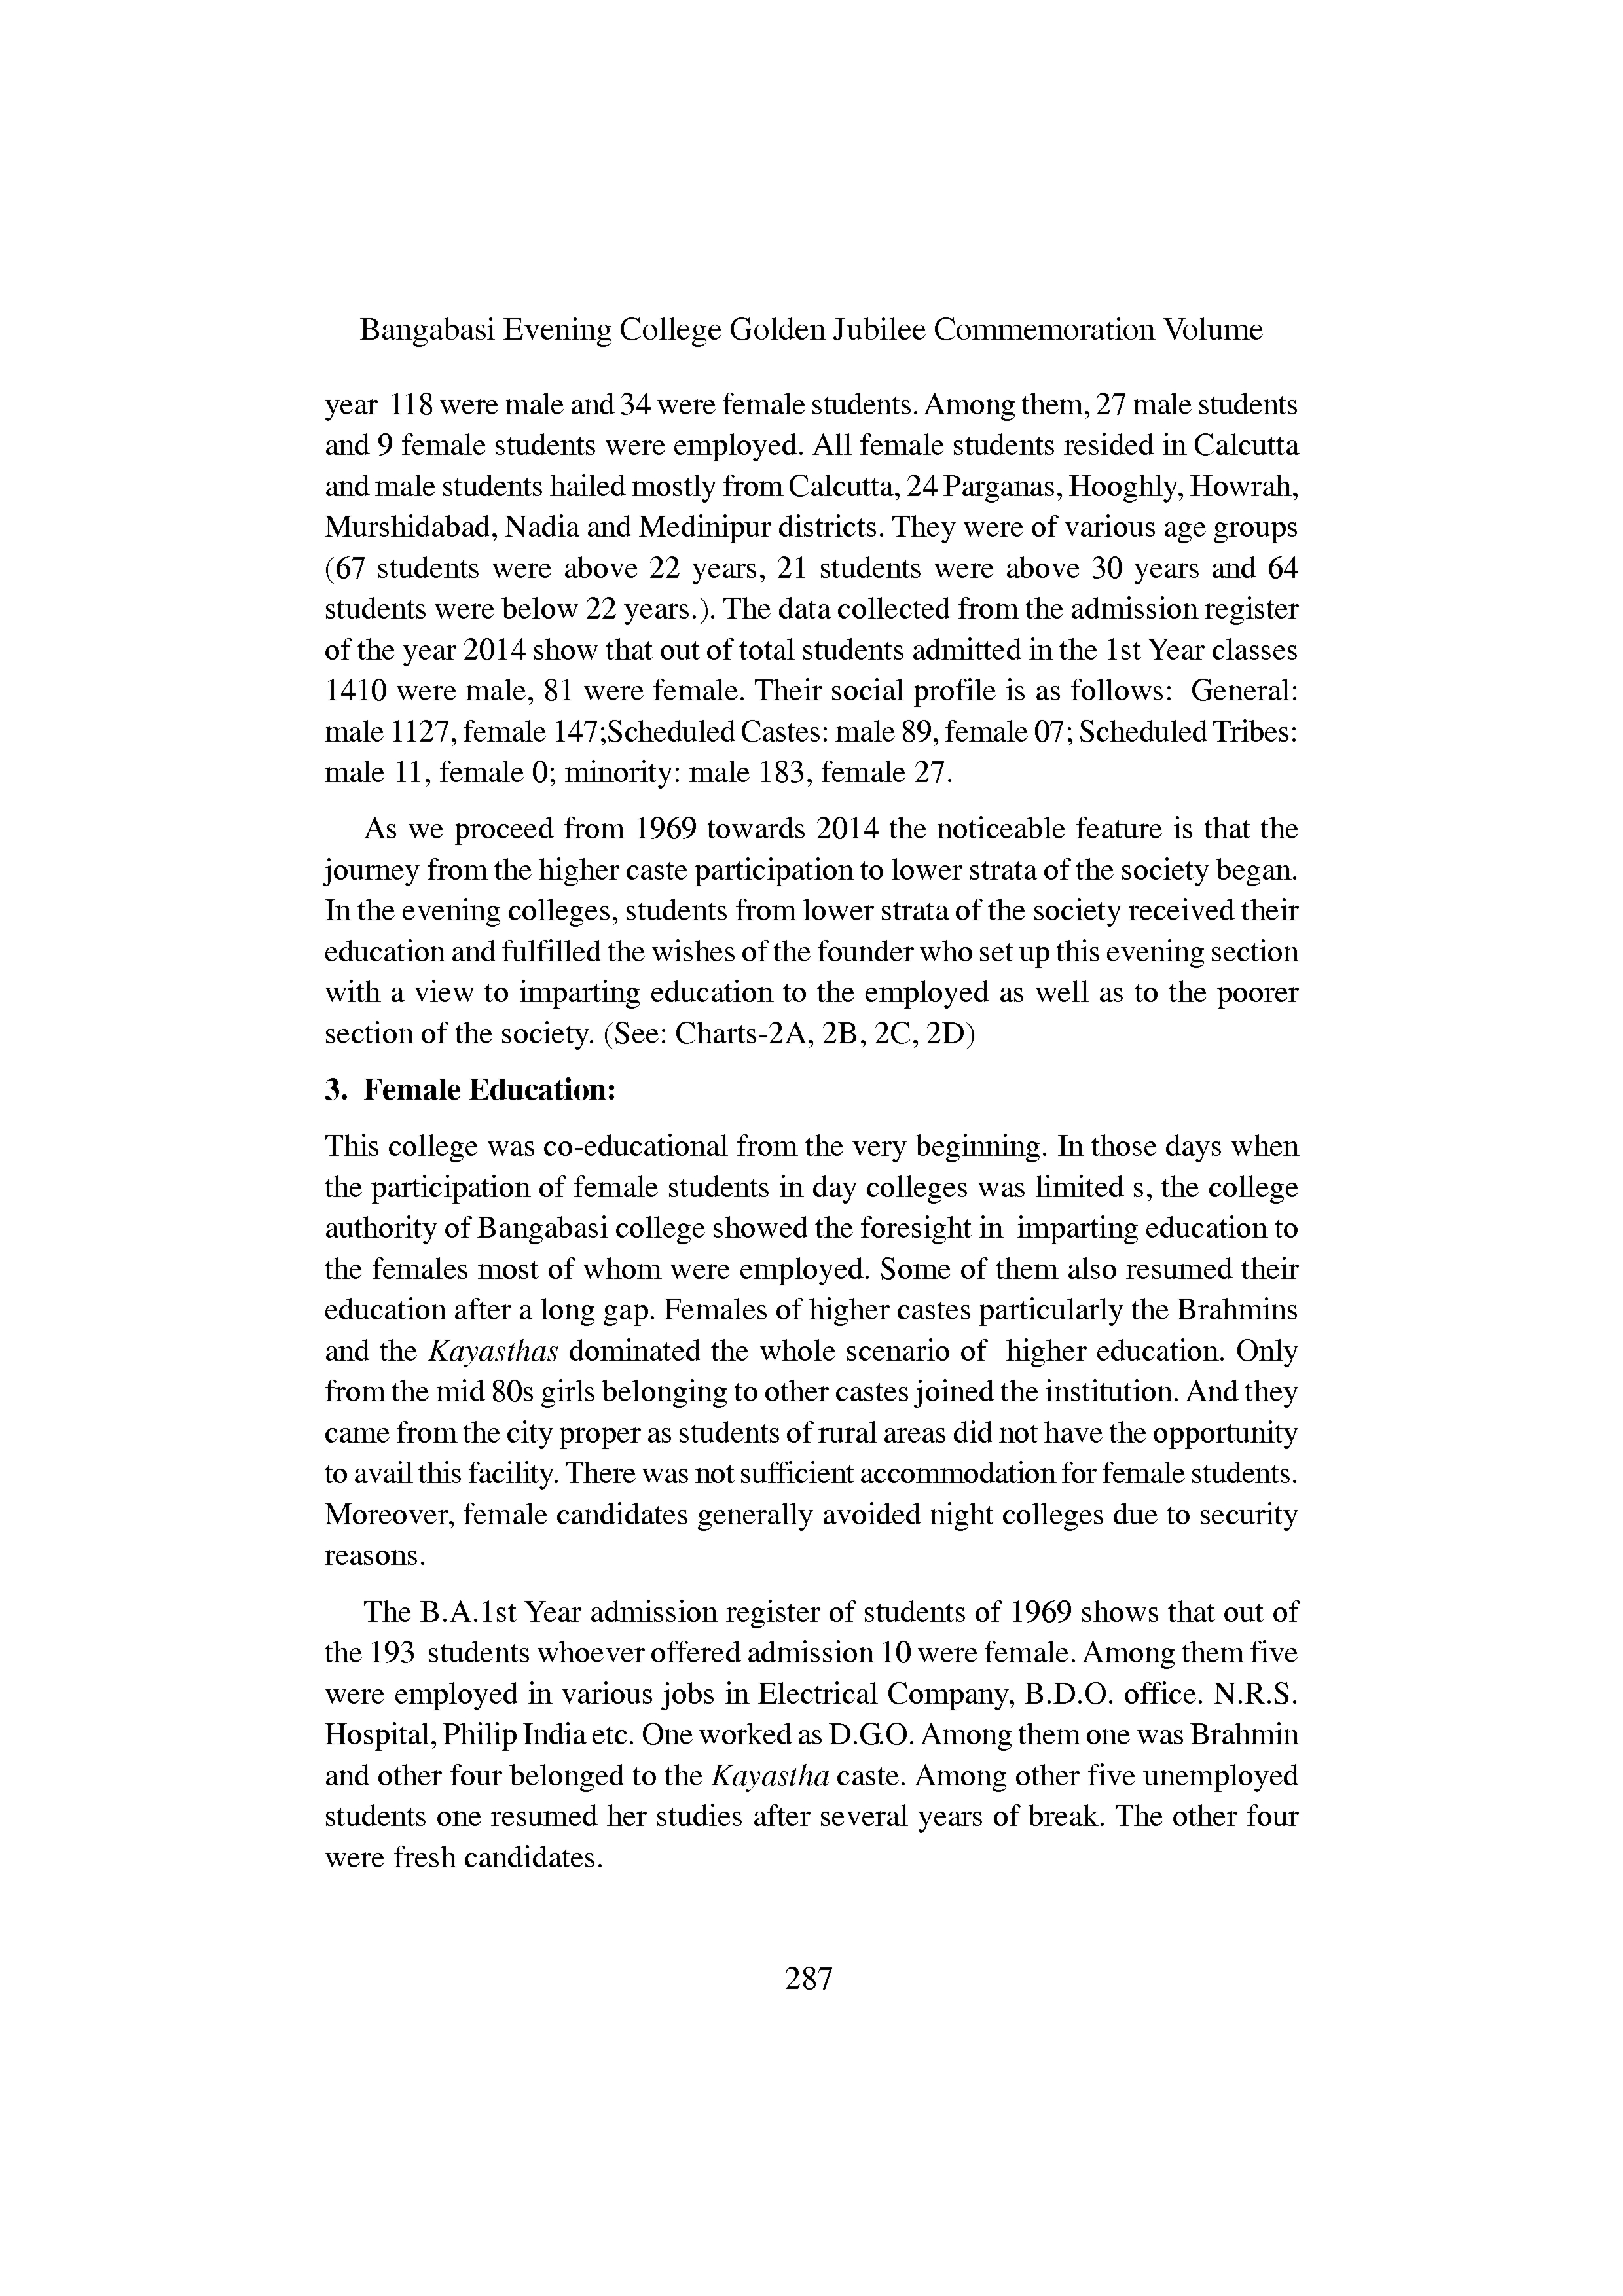 Bangabasi Evening College Golden Jubilee Commemoration Volume
year 118 were male and 34 were female students. Among them, 27 male students
and 9 female students were employed. All female students resided in Calcutta
and male students hailed mostly from Calcutta, 24 Parganas, Hooghly, Howrah,
Murshidabad, Nadia and Medinipur districts. They were of various age groups
(67 students were above 22 years, 21 students were above 30 years and 64
students were below 22 years.). The data collected from the admission register
of the year 2014 show that out of total students admitted in the 1st Year classes
1410 were male, 81 were female. Their social profile is as follows: General:
male 1127, female 147;Scheduled Castes: male 89, female 07; Scheduled Tribes:
male 11, female 0; minority: male 183, female 27.
As we proceed from 1969 towards 2014 the noticeable feature is that the
journey from the higher caste participation to lower strata of the society began.
In the evening colleges, students from lower strata of the society received their
education and fulfilled the wishes of the founder who set up this evening section
with a view to imparting education to the employed as well as to the poorer
section of the society. (See: Charts-2A, 2B, 2C, 2D)
3. Female Education:
This college was co-educational from the very beginning. In those days when
the participation of female students in day colleges was limited s, the college
authority of Bangabasi college showed the foresight in imparting education to
the females most of whom were employed. Some of them also resumed their
education after a long gap. Females of higher castes particularly the Brahmins
and the Kayasthas dominated the whole scenario of higher education. Only
from the mid 80s girls belonging to other castes joined the institution. And they
came from the city proper as students of rural areas did not have the opportunity
to avail this facility. There was not sufficient accommodation for female students.
Moreover, female candidates generally avoided night colleges due to security
reasons.
The B.A.1st Year admission register of students of 1969 shows that out of
the 193 students whoever offered admission 10 were female. Among them five
were employed in various jobs in Electrical Company, B.D.O. office. N.R.S.
Hospital, Philip India etc. One worked as D.G.O. Among them one was Brahmin
and other four belonged to the Kayastha caste. Among other five unemployed
students one resumed her studies after several years of break. The other four
were fresh candidates.
287